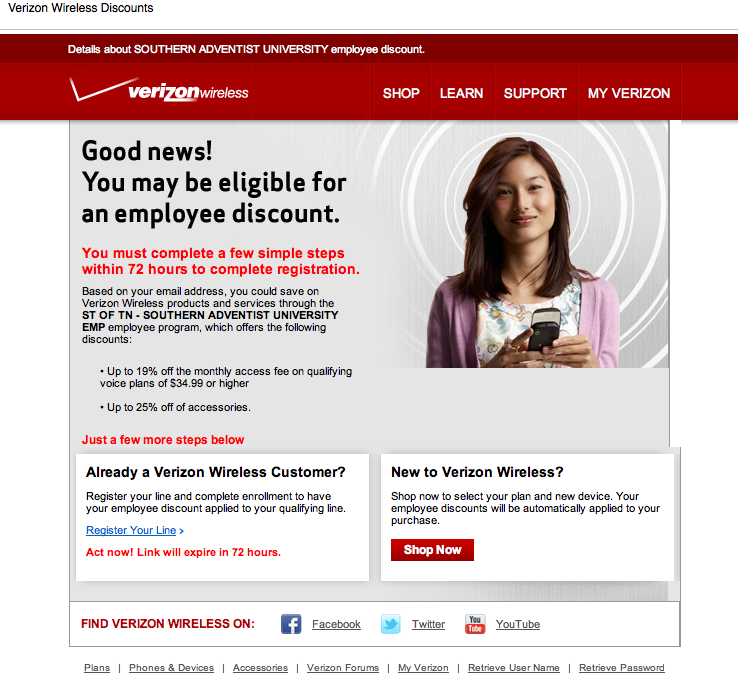 Verizon Wireless Discounts
Details about SOUTHERN ADVENTIST UNIVERSITY employee discount.
verizonwireless
SHOP
LEARN
SUPPORT
MY VERIZON
Good news!
You may be eligible for
an employee discount.
You must complete a few simple steps
within 72 hours to complete registration.
Based on your email address, you could save on
Verizon Wireless products and services through the
ST OF TN - SOUTHERN ADVENTIST UNIVERSITY
EMP employee program, which offers the following
discounts:
• Up to 19% off the monthly access fee on qualifying
voice plans of $34.99 or higher
• Up to 25% off of accessories.
Just a few more steps below
Already a Verizon Wireless Customer?
Register your line and complete enrollment to have
your employee discount applied to your qualifying line.
Register Your Line >
Act now! Link will expire in 72 hours.
New to Verizon Wireless?
Shop now to select your plan and new device. Your
employee discounts will be automatically applied to your
purchase.
Shop Now
FIND VERIZON WIRELESS ON:
Facebook
Twitter
You Tube
YouTube
Plans | Phones & Devices | Accessories | Verizon Forums | My Verizon | Retrieve User Name | Retrieve Password